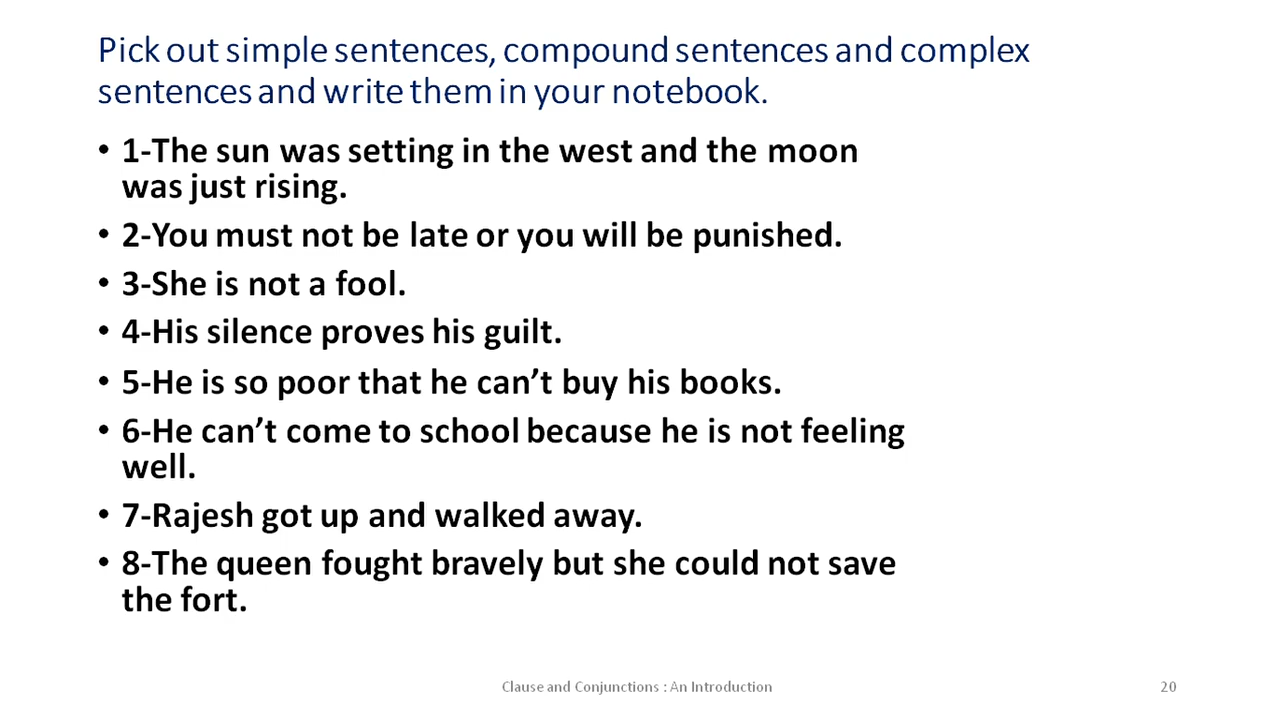 Pick out simple sentences, compound sentences and complex
sentences and write them in your notebook.
• 1-The sun was setting in the west and the moon
was just rising.
• 2-You must not be late or you will be punished.
• 3-She is not a fool.
• 4-His silence proves his guilt.
• 5-He is so poor that he can’t buy his books.
• 6-He can’t come to school because he is not feeling
well.
• 7-Rajesh got up and walked away.
• 8-The queen fought bravely but she could not save
the fort.
Clause and Conjunctions : An Introduction
20